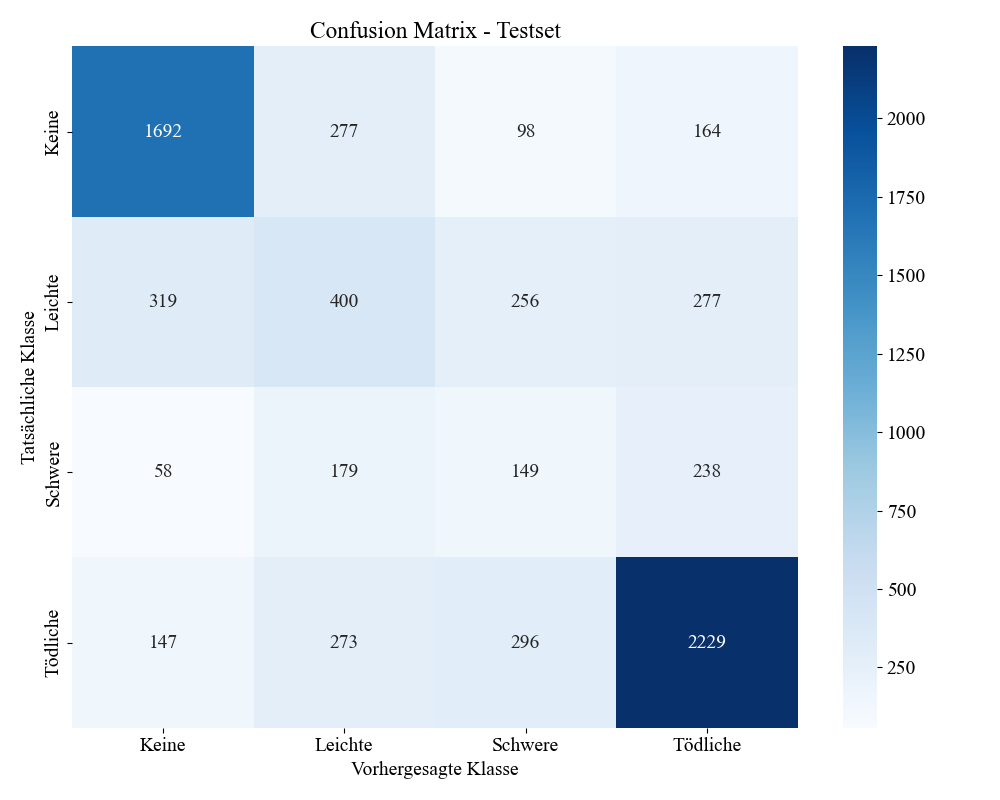 Confusion Matrix - Testset
Tatsächliche Klasse
Keine
1692 277 98 164
Leichte
319 400 256 277
Schwere
58 179 149 238
Tödliche
147 273 296 2229
Keine Leichte Schwere Tödliche
Vorhergesagte Klasse
2000
1750
1500
1250
1000
750
500
250